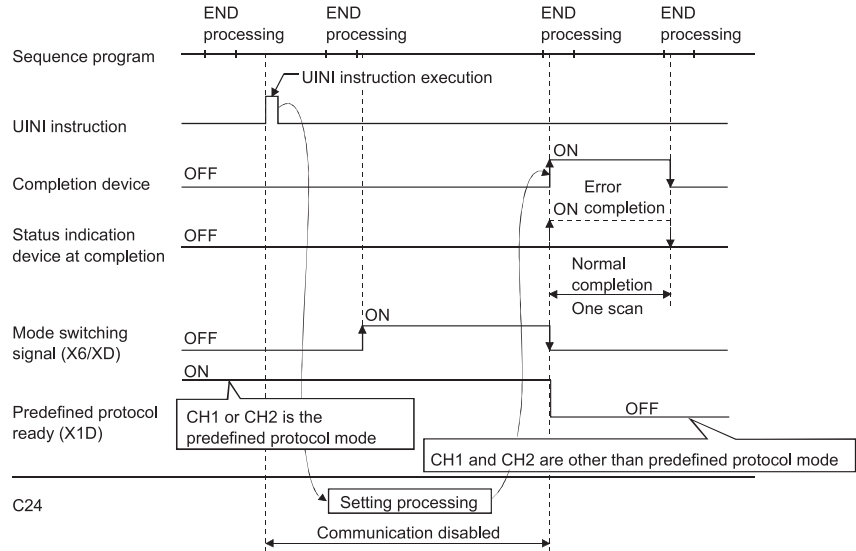 END processing
END processing
END processing
END processing
Sequence program
UINI instruction execution
UINI instruction
OFF
ON
Completion device
Error completion
ON
Status indication device at completion
OFF
Normal completion
One scan
Mode switching signal (X6/XD)
OFF
ON
ON
Predefined protocol ready (X1D)
CH1 or CH2 is the predefined protocol mode
OFF
CH1 and CH2 are other than predefined protocol mode
C24
Setting processing
Communication disabled